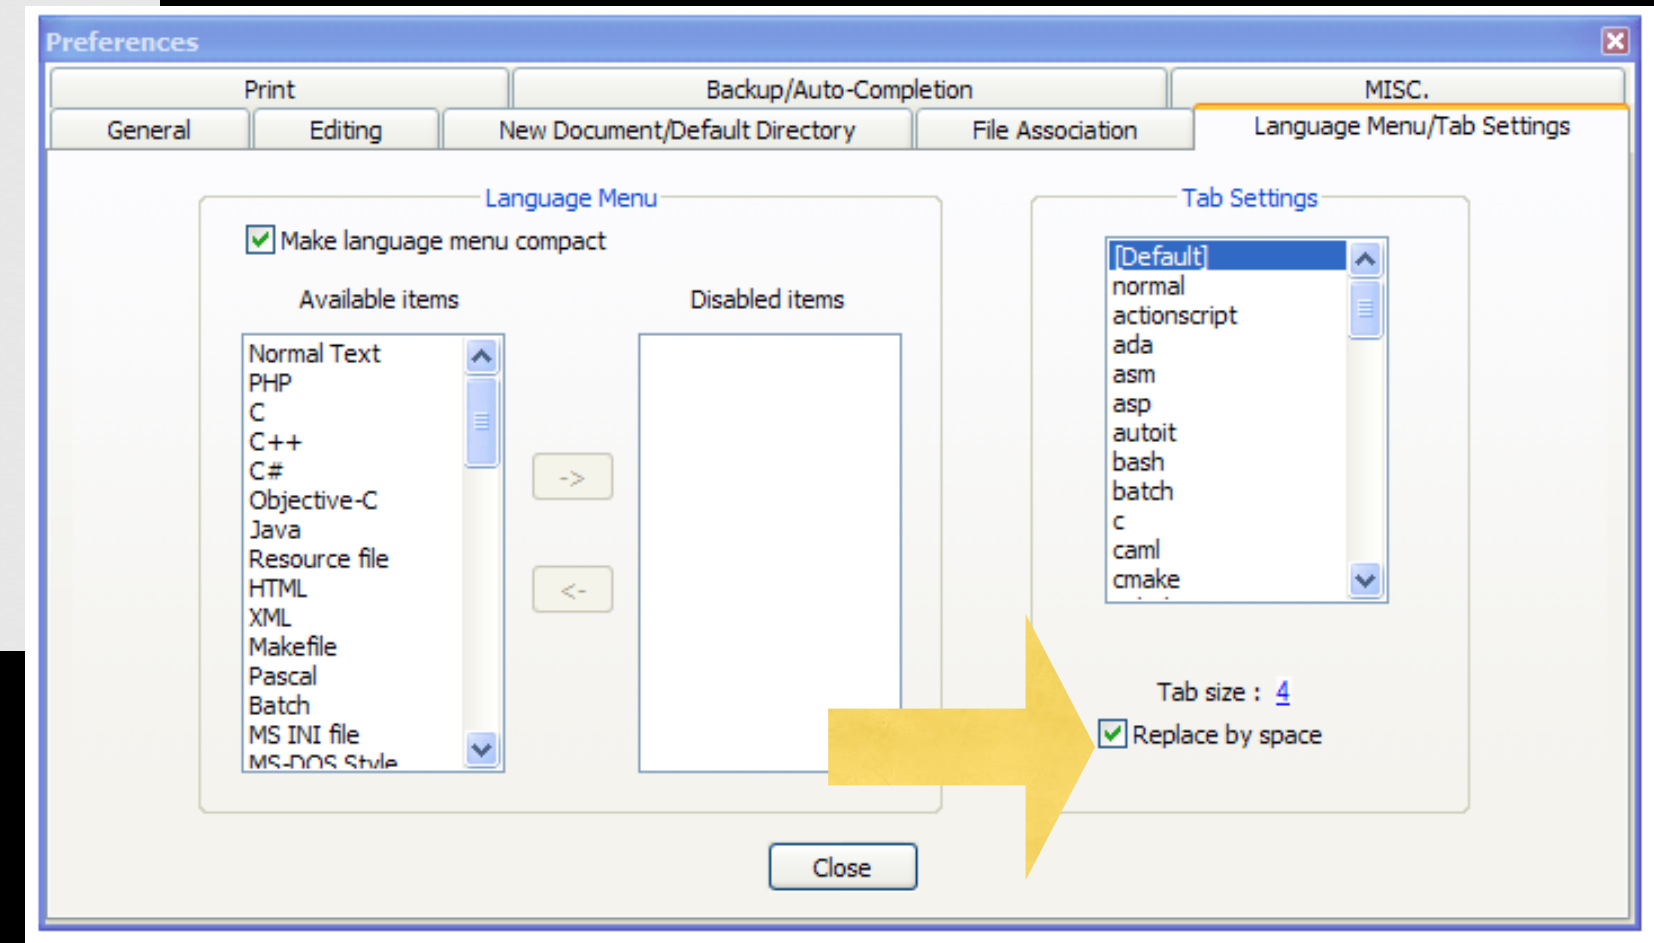 Preferences
Print
Backup/Auto-Completion
MISC.
General
Editing
New Document/Default Directory
File Association
Language Menu/Tab Settings
Language Menu
Make language menu compact
Available items
Normal Text
PHP
C
C++
C#
Objective-C
Java
Resource file
HTML
XML
Makefile
Pascal
Batch
MS INI file
MS-DOS Style
->
<-
Disabled items
Tab Settings
[Default]
normal
actionscript
ada
asm
asp
autoit
bash
batch
c
caml
cmake
Tab size : 4
Replace by space
Close